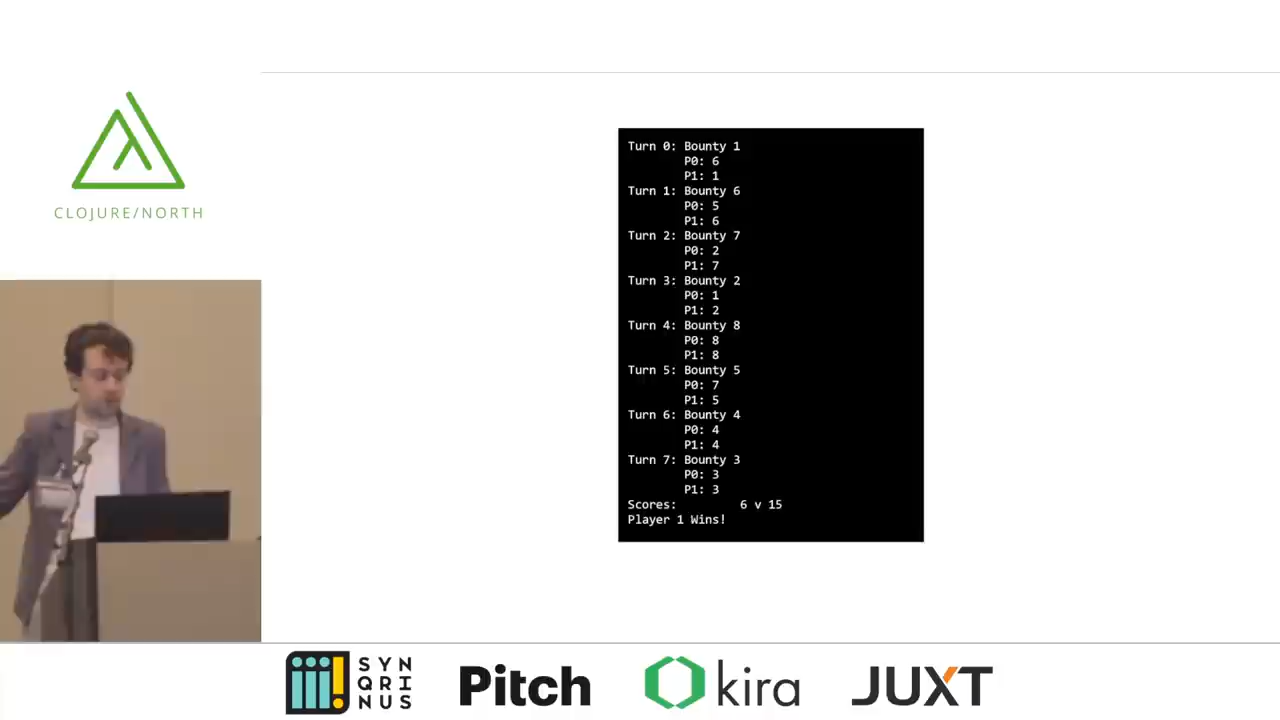 CLOJURE/NORTH
Turn 0: Bounty 1
P0: 6
P1: 1
Turn 1: Bounty 6
P0: 5
P1: 6
Turn 2: Bounty 7
P0: 2
P1: 7
Turn 3: Bounty 2
P0: 1
P1: 2
Turn 4: Bounty 8
P0: 8
P1: 8
Turn 5: Bounty 5
P0: 7
P1: 5
Turn 6: Bounty 4
P0: 4
P1: 4
Turn 7: Bounty 3
P0: 3
P1: 3
Scores: 6 v 15
Player 1 Wins!
SYN
QRI
NUS
Pitch
kira
JUXT